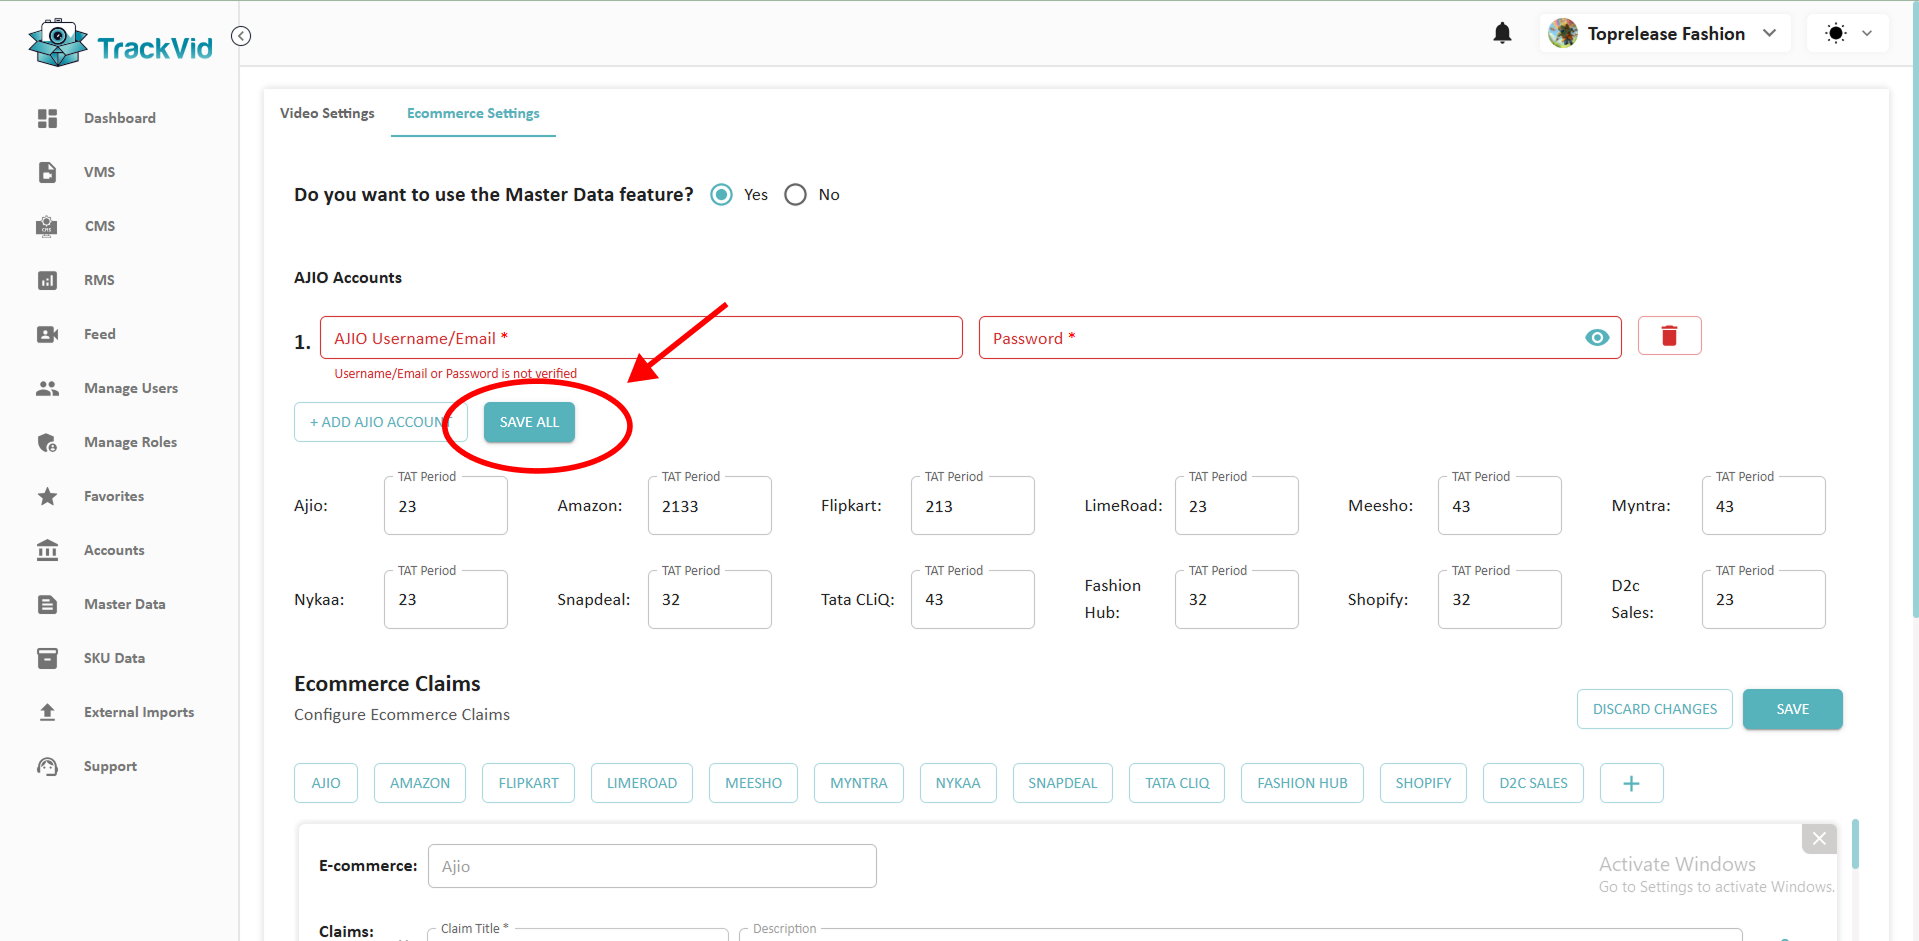 TrackVid
Toprelease Fashion
Dashboard
VMS
CMS
RMS
Feed
Manage Users
Manage Roles
Favorites
Accounts
Master Data
SKU Data
External Imports
Support
Video Settings
Ecommerce Settings
Do you want to use the Master Data feature? Yes No
AJIO Accounts
1. AJIO Username/Email * Password *
Username/Email or Password is not verified
+ ADD AJIO ACCOUNT SAVE ALL
TAT Period TAT Period TAT Period TAT Period TAT Period TAT Period
Ajio: 23 Amazon: 2133 Flipkart: 213 LimeRoad: 23 Meesho: 43 Myntra: 43
TAT Period TAT Period TAT Period TAT Period TAT Period TAT Period
Nykaa: 23 Snapdeal: 32 Tata CLiQ: 43 Fashion Hub: 32 Shopify: 32 D2c Sales: 23
Ecommerce Claims
Configure Ecommerce Claims
DISCARD CHANGES SAVE
AJIO AMAZON FLIPKART LIMEROAD MEESHO MYNTRA NYKAA SNAPDEAL TATA CLIQ FASHION HUB SHOPIFY D2C SALES +
E-commerce: Ajio
Activate Windows
Go to Settings to activate Windows.
Claims: Claim Title * Description